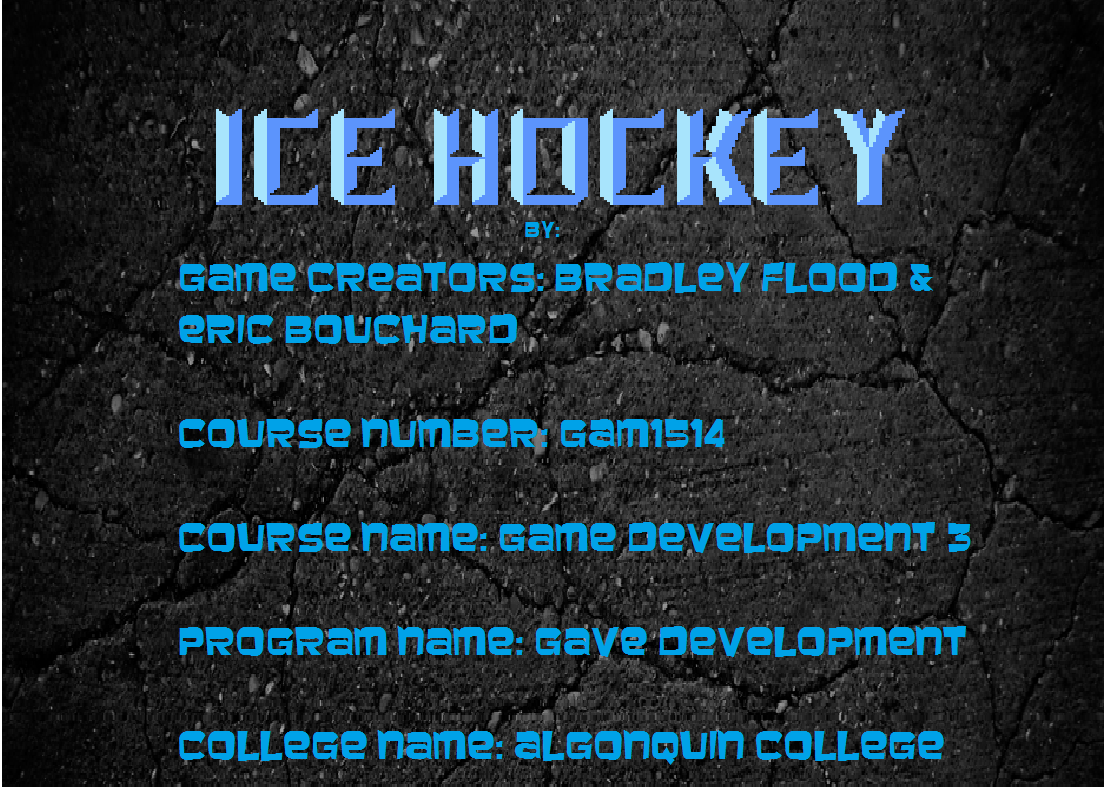 ICE HOCKEY
BY:
Game Creators: Bradley Flood &
Eric Bouchard
Course Number: GAM1514
Course Name: Game Development 3
Program Name: Gave Development
College Name: Algonquin College